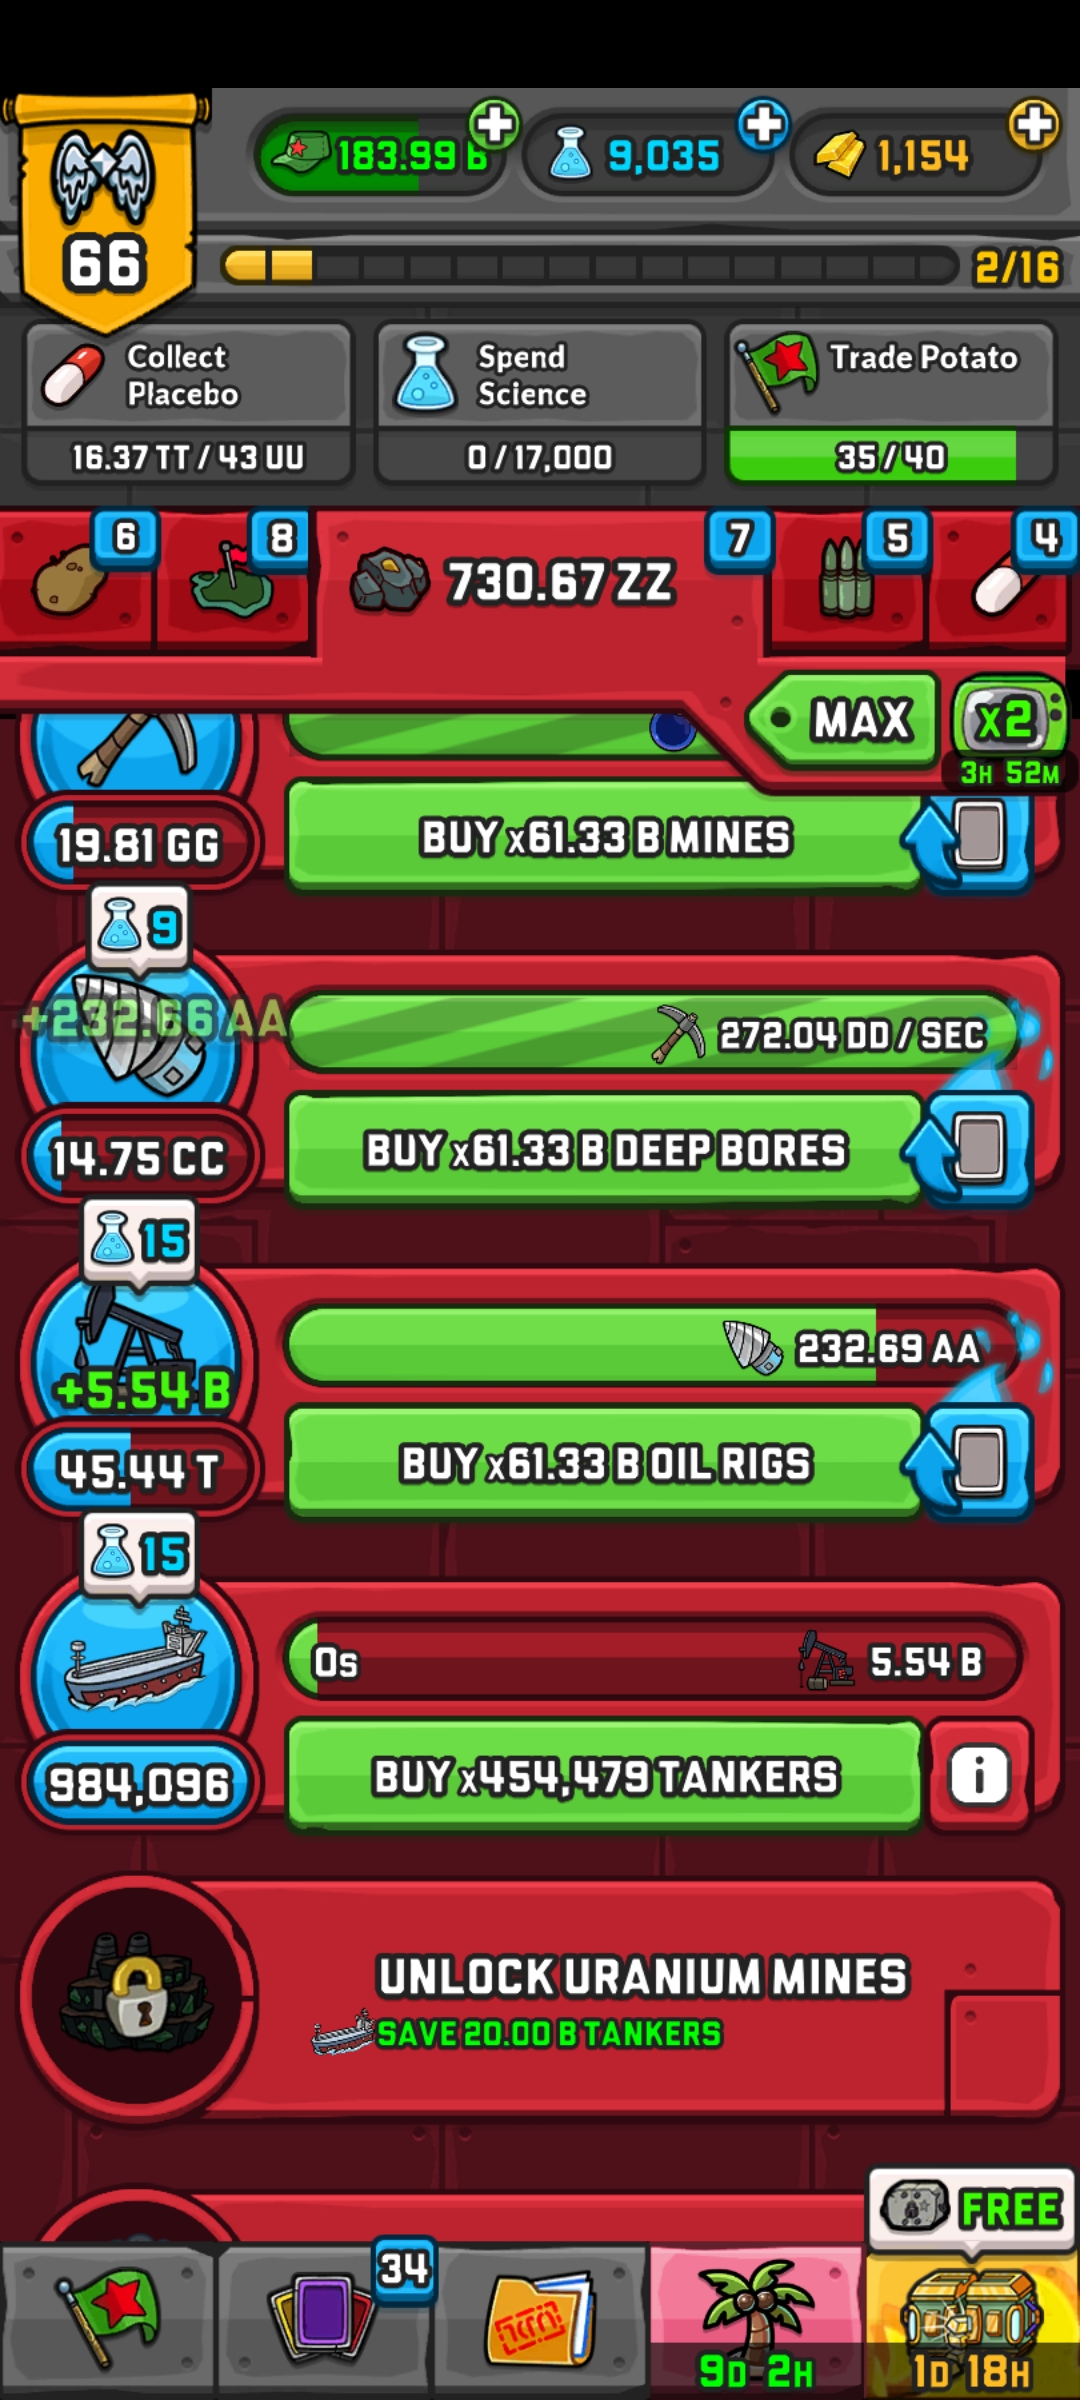 183.99 B
9,035
1,154
66
2/16
Collect
Placebo
16.37 TT / 43 UU
Spend
Science
0 / 17,000
Trade Potato
35 / 40
6
8
730.67 ZZ
7
5
4
MAX
x2
3H 52M
19.81 GG
BUY x61.33 B MINES
9
+232.66 AA
272.04 DD / SEC
14.75 CC
BUY x61.33 B DEEP BORES
15
232.69 AA
+5.54 B
45.44 T
BUY x61.33 B OIL RIGS
15
0s
5.54 B
984,096
BUY x454,479 TANKERS
i
UNLOCK URANIUM MINES
SAVE 20.00 B TANKERS
FREE
34
9D 2H
1D 18H